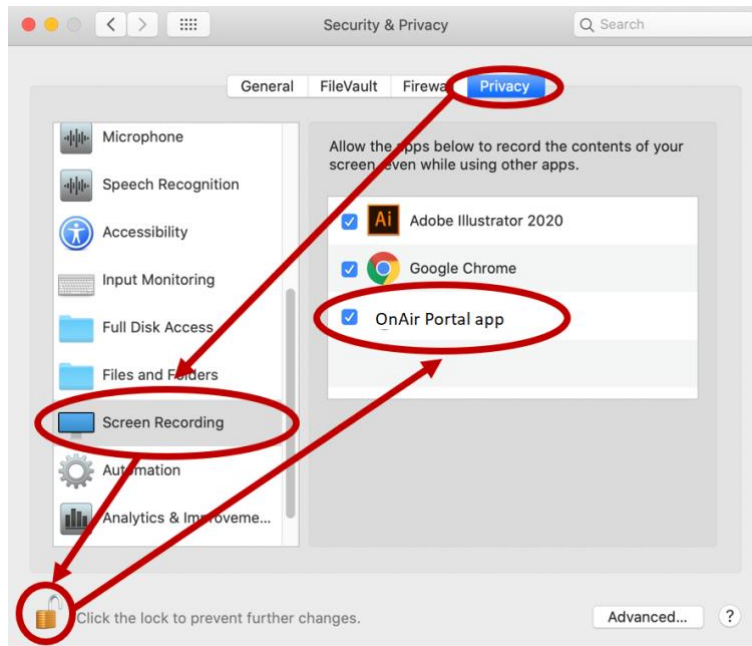 Security & Privacy
Search
General FileVault Firewa Privacy
Microphone
Speech Recognition
Accessibility
Input Monitoring
Full Disk Access
Files and Folders
Screen Recording
Automation
Analytics & Improveme...
Allow the apps below to record the contents of your
screen, even while using other apps.
Ai Adobe Illustrator 2020
Google Chrome
OnAir Portal app
Click the lock to prevent further changes.
Advanced... ?